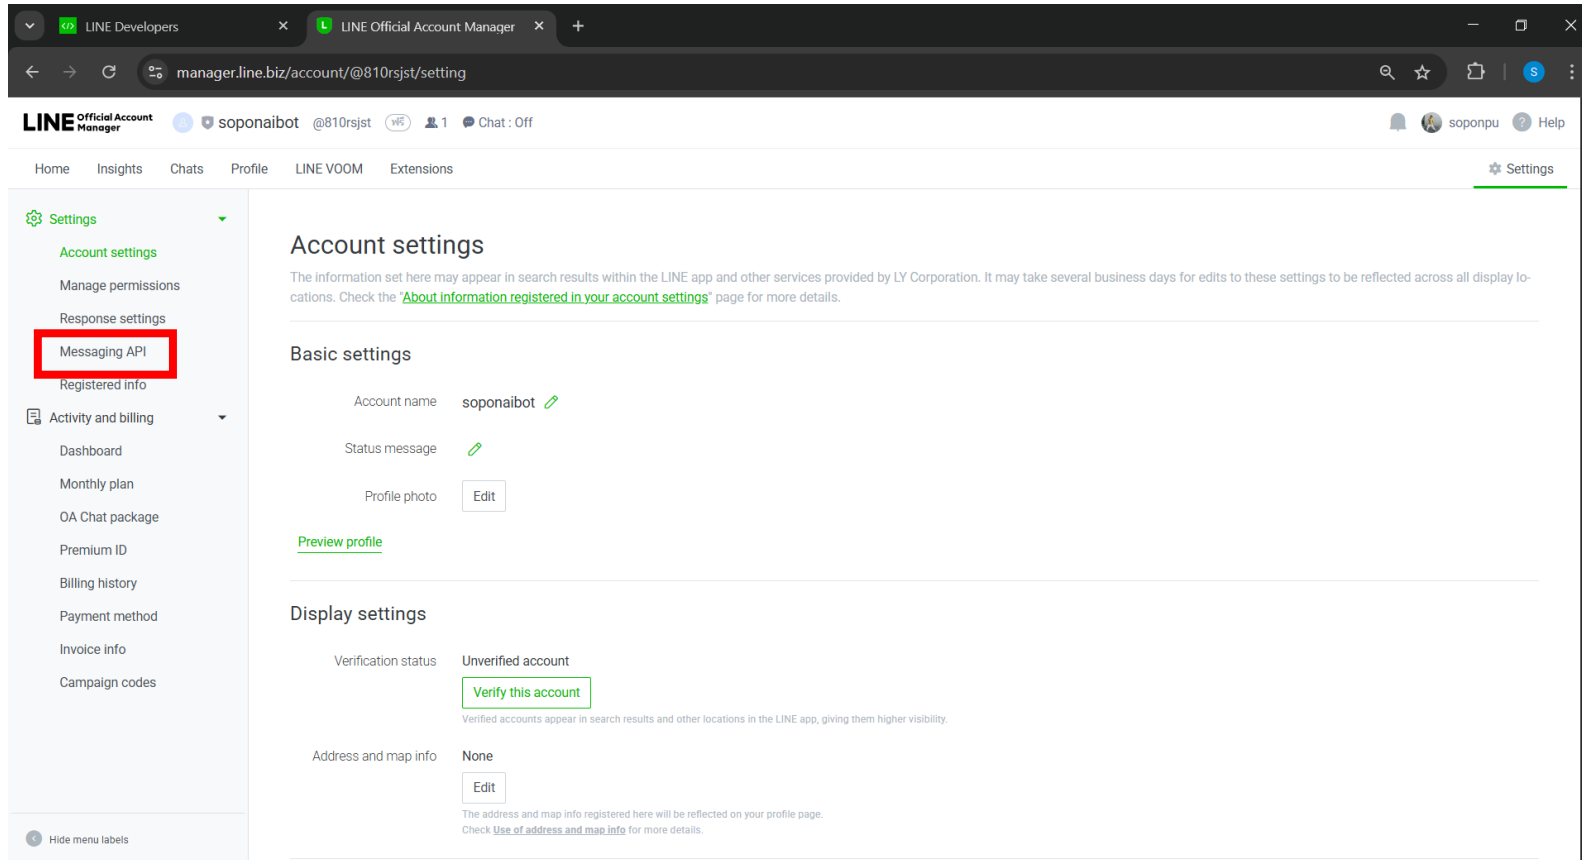 LINE Developers
LINE Official Account Manager
manager.line.biz/account/@810rsjst/setting
S
LINE Official Account Manager
soponaibot @810rsjst ฟรี 1 Chat : Off
soponpu Help
Home Insights Chats Profile LINE VOOM Extensions Settings
Settings
Account settings
Manage permissions
Response settings
Messaging API
Registered info
Activity and billing
Dashboard
Monthly plan
OA Chat package
Premium ID
Billing history
Payment method
Invoice info
Campaign codes
Hide menu labels
Account settings
The information set here may appear in search results within the LINE app and other services provided by LY Corporation. It may take several business days for edits to these settings to be reflected across all display lo-
cations. Check the "About information registered in your account settings" page for more details.
Basic settings
Account name soponaibot
Status message
Profile photo Edit
Preview profile
Display settings
Verification status Unverified account
Verify this account
Verified accounts appear in search results and other locations in the LINE app, giving them higher visibility.
Address and map info None
Edit
The address and map info registered here will be reflected on your profile page.
Check Use of address and map info for more details.